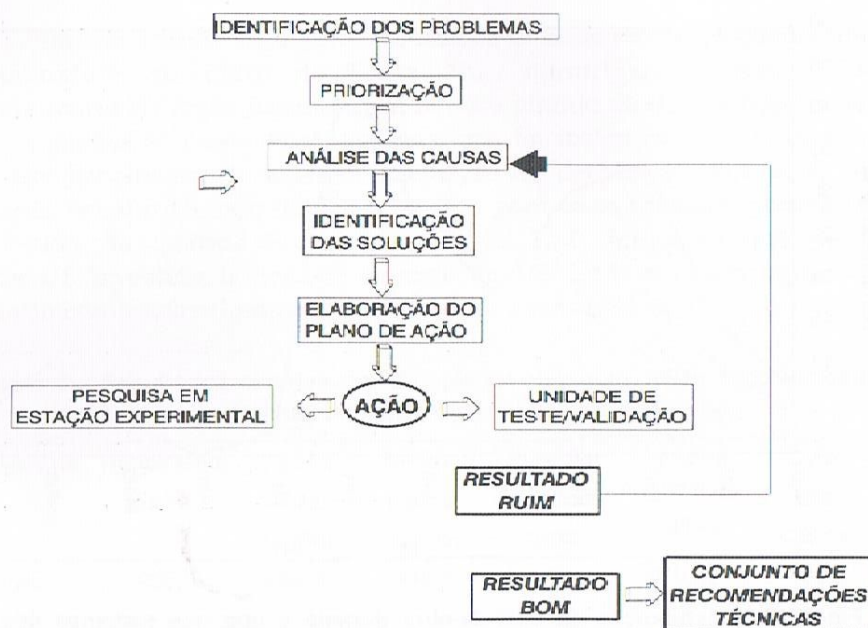 IDENTIFICAÇÃO DOS PROBLEMAS
PRIORIZAÇÃO
ANÁLISE DAS CAUSAS
IDENTIFICAÇÃO
DAS SOLUÇÕES
ELABORAÇÃO DO
PLANO DE AÇÃO
PESQUISA EM
ESTAÇÃO EXPERIMENTAL
AÇÃO
UNIDADE DE
TESTE/VALIDAÇÃO
RESULTADO
RUIM
RESULTADO
BOM
CONJUNTO DE
RECOMENDAÇÕES
TÉCNICAS